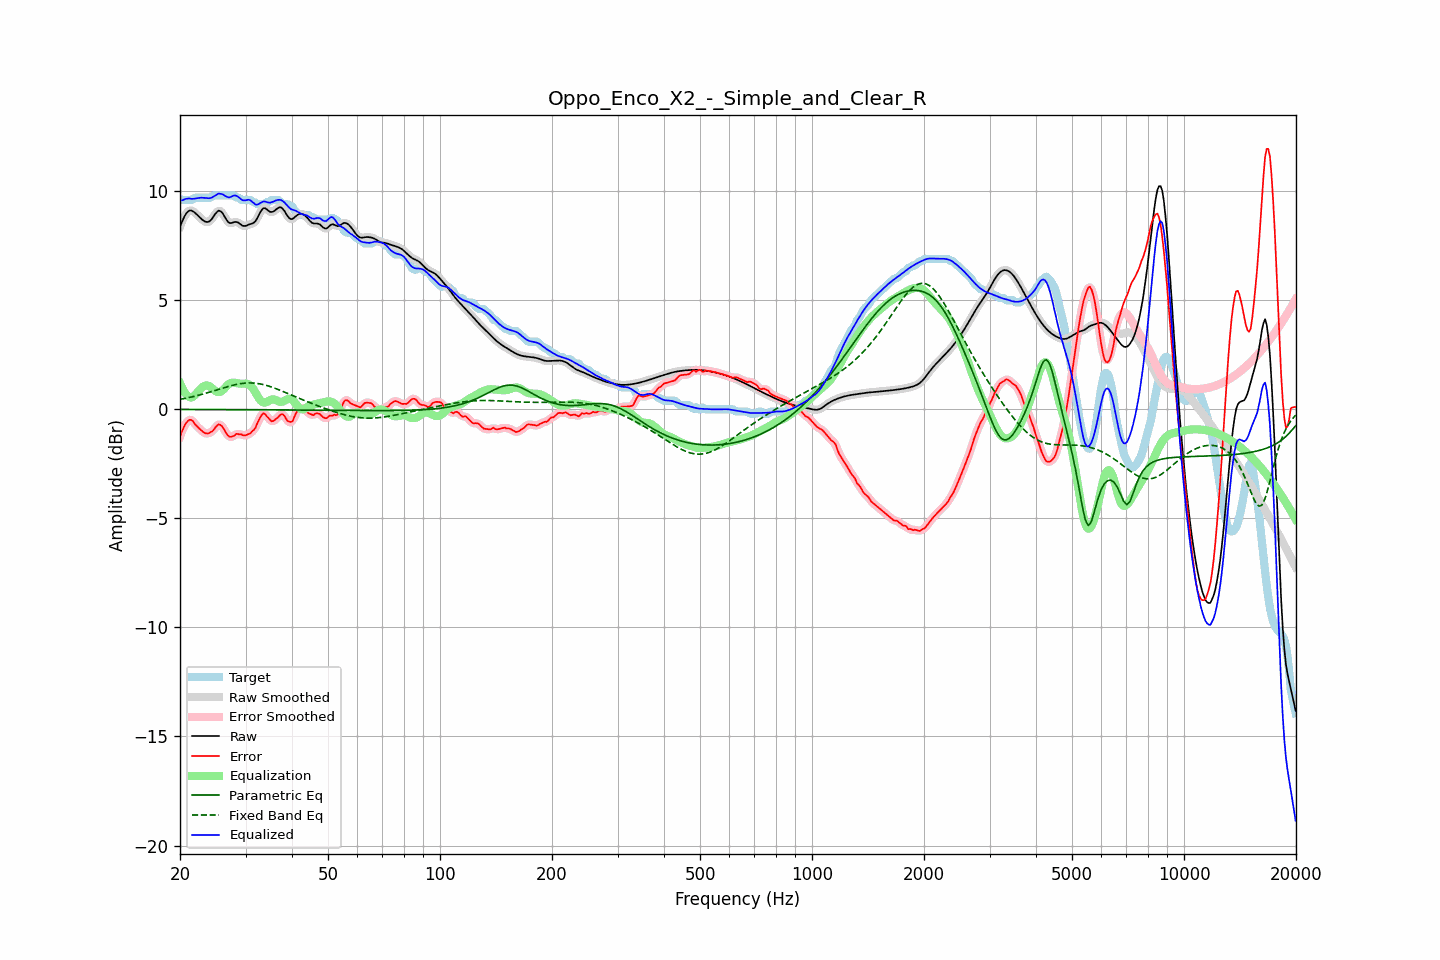 Oppo_Enco_X2_-_Simple_and_Clear_R
Amplitude (dBr)
10
5
0
−5
−10
−15
−20
Target
Raw Smoothed
Error Smoothed
Raw
Error
Equalization
Parametric Eq
Fixed Band Eq
Equalized
20 50 100 200 500 1000 2000 5000 10000 20000
Frequency (Hz)